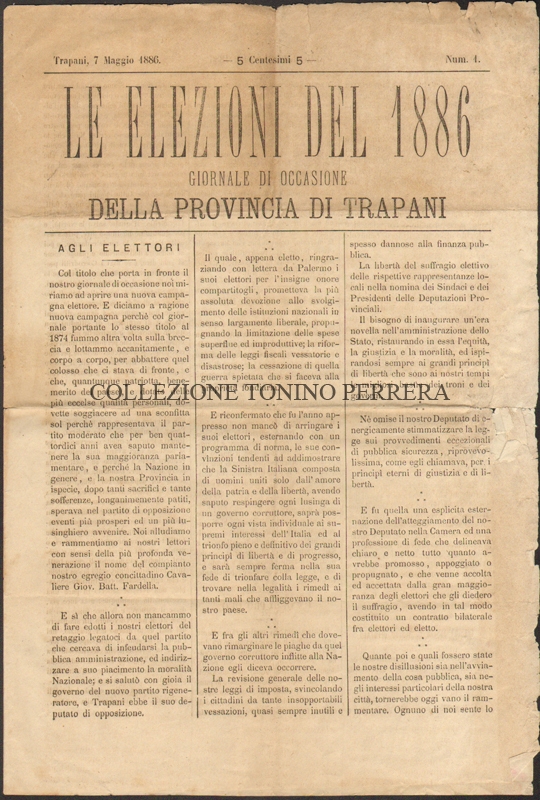 Trapani, 7 Maggio 1886. — 5 Centesimi 5 — Num. 1.
LE ELEZIONI DEL 1886
GIORNALE DI OCCASIONE
DELLA PROVINCIA DI TRAPANI
AGLI ELETTORI
Col titolo che porta in fronte il
nostro giornale di occasione noi mi-
riamo ad aprire una nuova campa-
gna elettore. E diciamo a ragione
nuova campagna perchè col gior-
nale portante lo stesso titolo al
1874 fummo altra volta sulla brec-
cia e lottammo accanitamente, e
corpo a corpo, per abbattere quel
colosso che ci stava di fronte, e
che, quantunque patriotta, bene-
merito del paese, e dotato delle
più eccelse qualità personali, do-
vette soggiacere ad una sconfitta
sol perchè rappresentava il par-
tito moderato che per ben quat-
tordici anni avea saputo mante-
nere la sua maggioranza parla-
mentare, e perchè la Nazione in
genere, e la nostra Provincia in
ispecie, dopo tanti sacrifici e tante
sofferenze, longanimemente patiti,
sperava nel partito di opposizione
eventi più prosperi ed un più lu-
singhiero avvenire. Noi alludiamo
e rammentiamo ai nostri lettori
con sensi della più profonda vene-
razione il nome del compianto
nostro egregio concittadino Cava-
liere Giov. Batt. Fardella.
∴
E sì che allora non mancammo
di fare edotti i nostri elettori del
retaggio legatoci da quel partito
che cercava di infeudarsi la pub-
blica amministrazione, ed indiriz-
zare a suo piacimento la moralità
Nazionale; e si salutò con gioia il
governo del nuovo partito rigene-
ratore, e Trapani ebbe il suo de-
putato di opposizione.
∴
Il quale, appena eletto, ringra-
ziando con lettera da Palermo i
suoi elettori per l'insigne onore
compartitogli, promettova la più
assoluta devozione allo svolgi-
mento delle istituzioni nazionali in
senso largamente liberale, propu-
gnando la limitazione delle spese
superflue ed improduttive; la rifor-
ma delle leggi fiscali vessatorie e
disastrose; la cessazione di quella
guerra spietata che si faceva alla
∴
E riconfermato che fu l'anno ap-
presso non mancò di arringare i
suoi elettori, esternando con un
programma di norma, le sue con-
vluzioni tendenti ad addimostrare
che la Sinistra Italiana composta
di nomini uniti solo dall'amore
della patria e della libertà, avendo
saputo respingere ogni lusinga di
un governo corruttore, saprà pos-
porre ogni vista individuale ai su-
premi interessi dell'Italia ed al
trionfo pieno e definitivo dei grandi
principî di libertà e di progresso,
e sarà sempre ferma nella sua
fede di trionfare colla legge, e di
trovare nella legalità i rimedî ai
tanti mali che affliggevano il no-
stro paese.
∴
E fra gli altri rimedî che dove-
vano rimarginare le piaghe da quei
governo corruttore inflitte alla Na-
zione egli diceva occorrere.
La revisione generale delle no-
stre leggi di imposta, svincolando
i cittadini da tante insopportabili
vessazioni, quasi sempre inutili e
spesso dannose alla finanza pub-
blica.
La libertà del suffragio elettivo
delle rispettive rappresentanze lo-
cali nella nomina dei Sindaci e dei
Presidenti delle Deputazioni Pro-
vinciali.
Il bisogno di inaugurare un'era
novella nell'amministrazione dello
Stato, ristaurando in essa l'equità,
la giustizia e la moralità, ed ispi-
randosi sempre ai grandi principî
di libertà che sono ai nostri tempi
dei troni e dei
∴
Nè omise il nostro Deputato di e-
nergicamente stimmatizzare la leg-
ge sui provvedimenti eccezionali
di pubblica sicurezza, riprovevo-
lissima, come egli chiamava, per i
principî eterni di giustizia e di li-
bertà.
∴
E fu quella una esplicita ester-
nazione dell'atteggiamento del no-
stro Deputato nella Camera ed una
professione di fede che delineava
chiaro e netto tutto quanto a-
vrebbe promosso, appoggiato e
propugnato, e che venne accolta
ed accettata dalla gran maggio-
ranza degli elettori che gli diedero
il suffragio, avendo in tal modo
costituito un contratto bilaterale
fra elettori ed eletto.
∴
Quante poi e quali fossero state
le nostre disillusioni sia nell'avvia-
mento della cosa pubblica, sia ne-
gli interessi particolari della nostra
città, tornerebbe oggi vano il ram-
mentare. Ognuno di noi sente lo
COLLEZIONE TONINO PERRERA